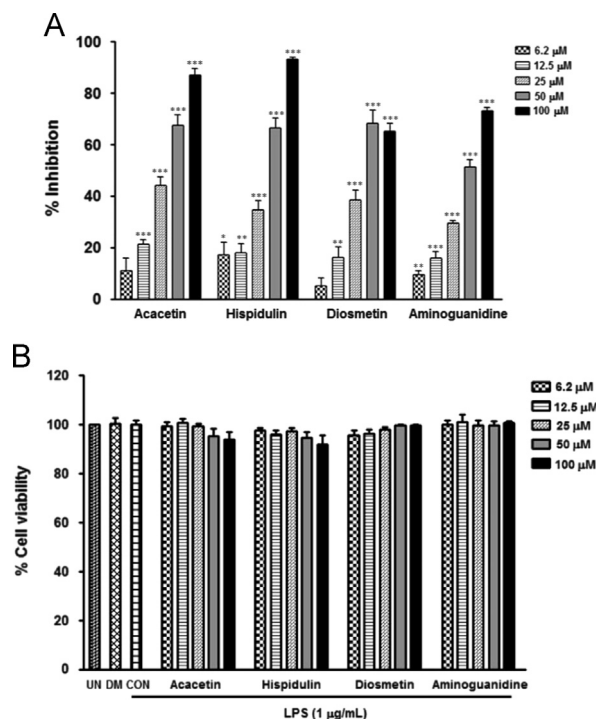 A
% Inhibition
100
80
60
40
20
0
***
***
***
***
*
**
***
***
***
**
***
***
***
**
***
***
***
***
Acacetin Hispidulin Diosmetin Aminoguanidine
6.2 μM
12.5 μM
25 μM
50 μM
100 μM
B
% Cell viability
120
100
80
60
40
20
0
UN DM CON Acacetin Hispidulin Diosmetin Aminoguanidine
LPS (1 μg/mL)
6.2 μM
12.5 μM
25 μM
50 μM
100 μM